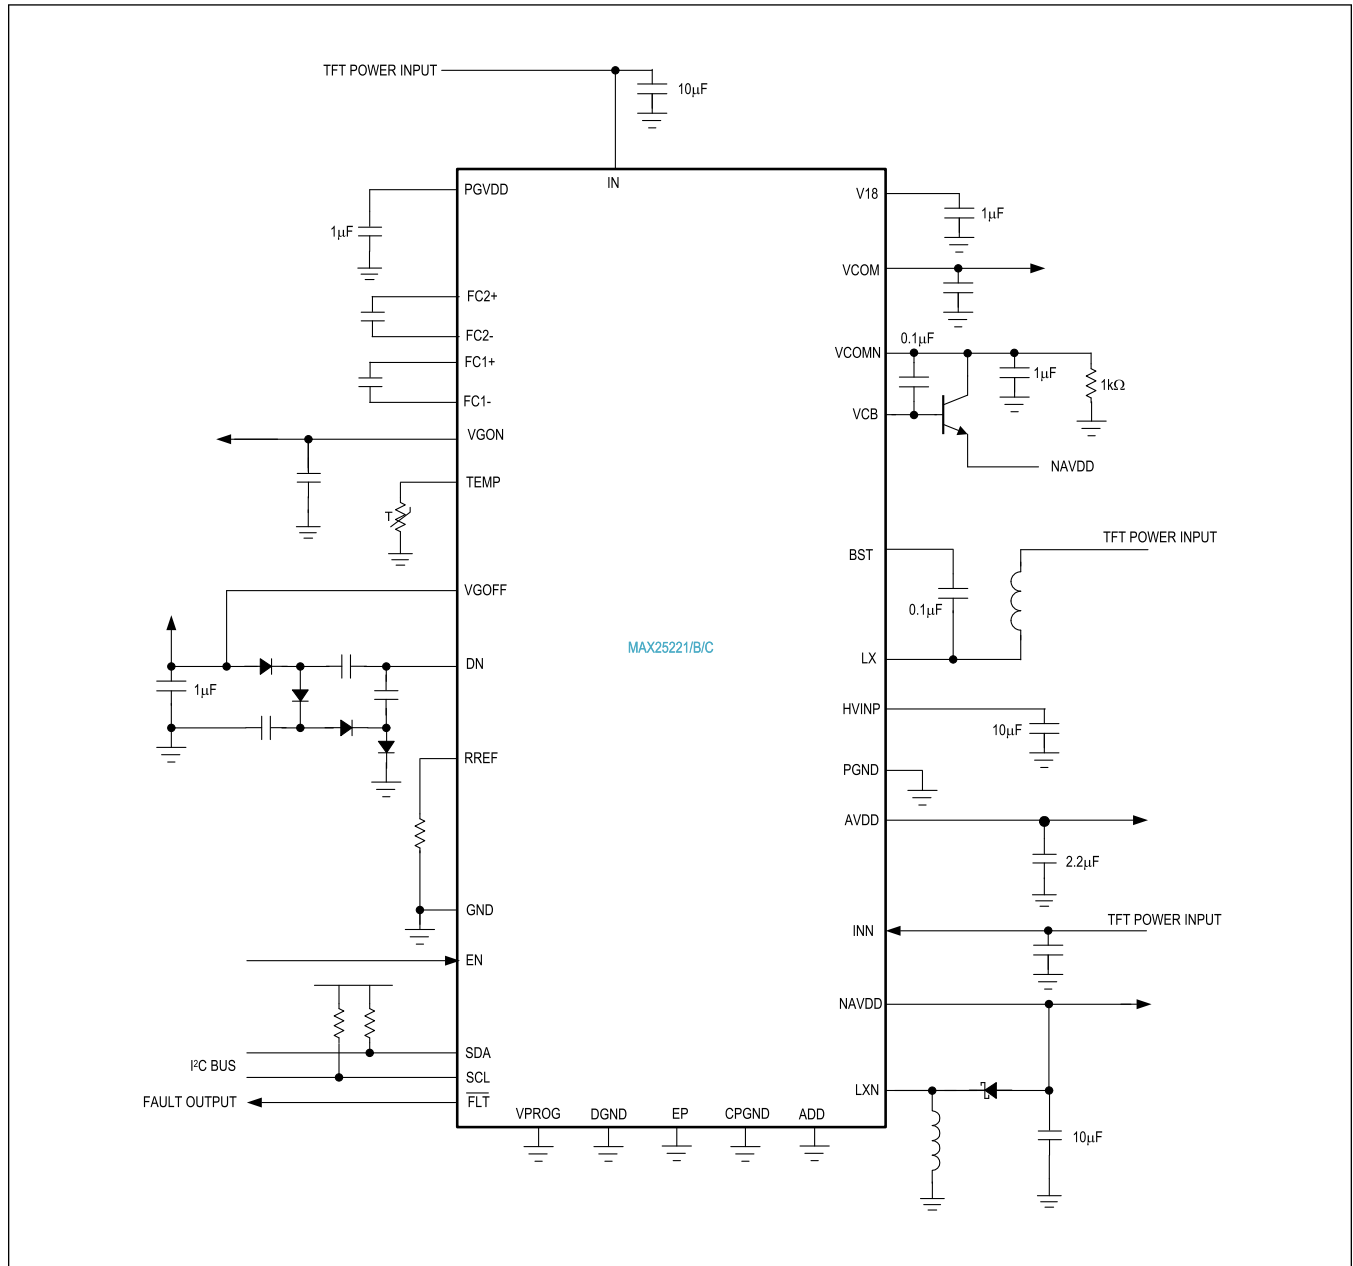 TFT POWER INPUT
10µF
IN
PGVDD
1µF
FC2+
FC2-
FC1+
FC1-
VGON
TEMP
T
VGOFF
1µF
DN
RREF
GND
EN
I²C BUS
SDA
SCL
FAULT OUTPUT
FLT
MAX25221/B/C
VPROG
DGND
EP
CPGND
ADD
V18
1µF
VCOM
0.1µF
VCOMN
1µF
1kΩ
VCB
NAVDD
TFT POWER INPUT
BST
0.1µF
LX
HVINP
10µF
PGND
AVDD
2.2µF
TFT POWER INPUT
INN
NAVDD
LXN
10µF